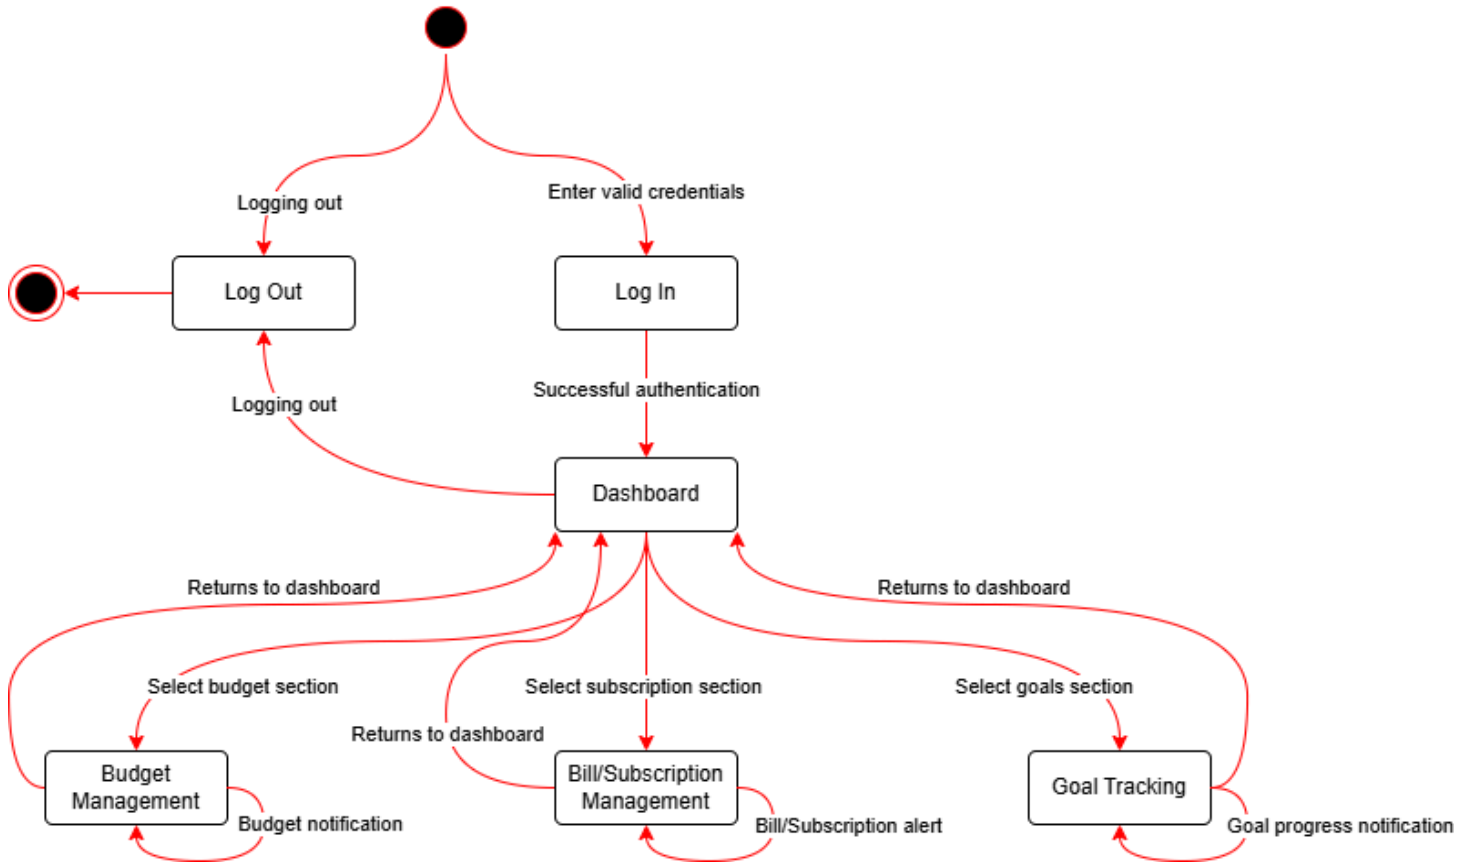 Logging out
Enter valid credentials
Log Out
Log In
Successful authentication
Logging out
Dashboard
Returns to dashboard
Returns to dashboard
Select budget section
Select subscription section
Select goals section
Returns to dashboard
Budget
Management
Bill/Subscription
Management
Goal Tracking
Budget notification
Bill/Subscription alert
Goal progress notification